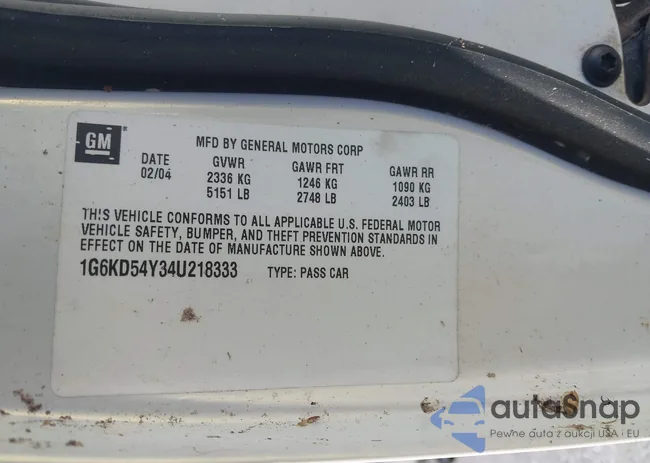 GM
MFD BY GENERAL MOTORS CORP
DATE GVWR GAWR FRT GAWR RR
02/04 2336 KG 1246 KG 1090 KG
5151 LB 2748 LB 2403 LB
THIS VEHICLE CONFORMS TO ALL APPLICABLE U.S. FEDERAL MOTOR
VEHICLE SAFETY, BUMPER, AND THEFT PREVENTION STANDARDS IN
EFFECT ON THE DATE OF MANUFACTURE SHOWN ABOVE.
1G6KD54Y34U218333 TYPE: PASS CAR
autoSnap
Pewne auta z aukcji USA i EU